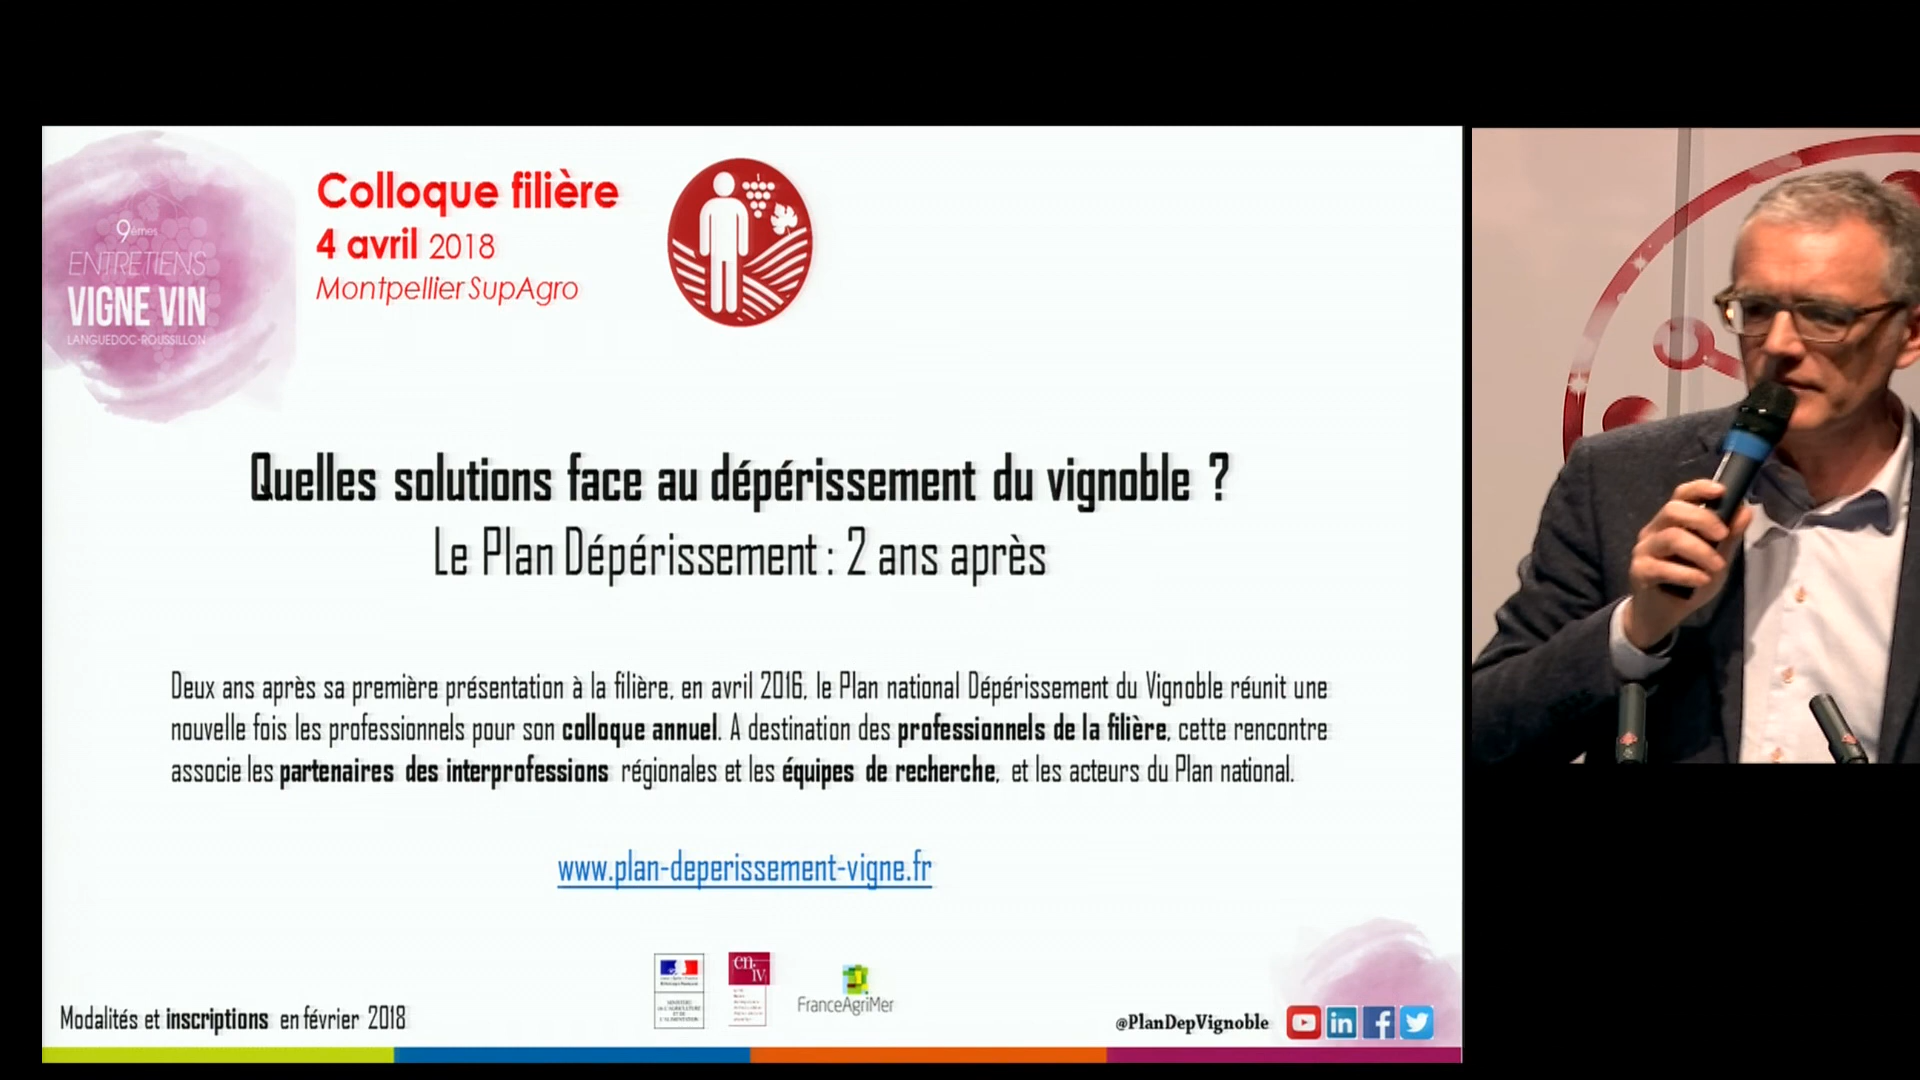 9èmes
ENTRETIENS
VIGNE VIN
LANGUEDOC-ROUSSILLON
Colloque filière
4 avril 2018
Montpellier SupAgro
Quelles solutions face au dépérissement du vignoble ?
Le Plan Dépérissement : 2 ans après
Deux ans après sa première présentation à la filière, en avril 2016, le Plan national Dépérissement du Vignoble réunit une
nouvelle fois les professionnels pour son colloque annuel. A destination des professionnels de la filière, cette rencontre
associe les partenaires des interprofessions régionales et les équipes de recherche, et les acteurs du Plan national.
www.plan-deperissement-vigne.fr
cn
iv
FranceAgriMer
Modalités et inscriptions en février 2018
@PlanDepVignoble